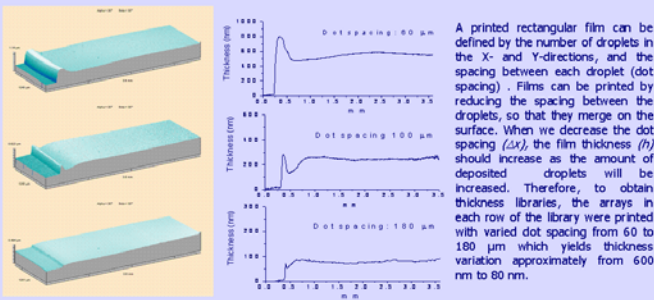 Dot spacing: 60 µm
Thickness (nm)
1000
800
600
400
200
0
0.0 0.5 1.0 1.5 2.0 2.5 3.0 3.5
mm
Dot spacing 100 µm
Thickness (nm)
600
400
200
0
0.0 0.5 1.0 1.5 2.0 2.5 3.0 3.5
mm
Dot spacing: 180 µm
Thickness (nm)
300
200
100
0
0.0 0.5 1.0 1.5 2.0 2.5 3.0 3.5
mm
A printed rectangular film can be
defined by the number of droplets in
the X- and Y-directions, and the
spacing between each droplet (dot
spacing) . Films can be printed by
reducing the spacing between the
droplets, so that they merge on the
surface. When we decrease the dot
spacing (Δx), the film thickness (h)
should increase as the amount of
deposited droplets will be
increased. Therefore, to obtain
thickness libraries, the arrays in
each row of the library were printed
with varied dot spacing from 60 to
180 µm which yields thickness
variation approximately from 600
nm to 80 nm.